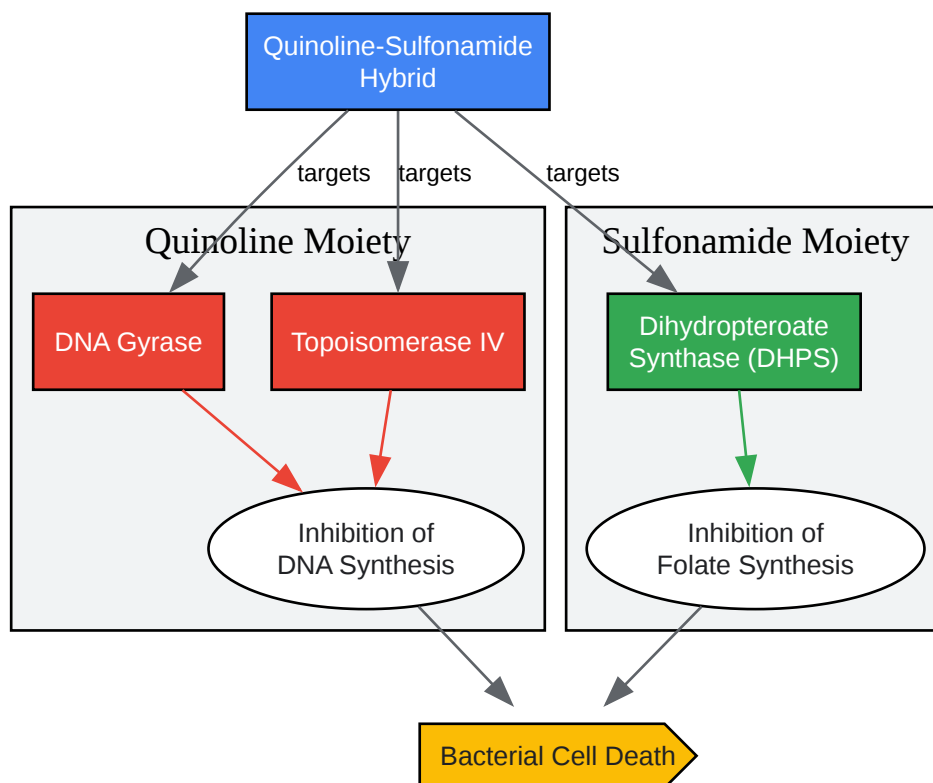 Quinoline-Sulfonamide
Hybrid
targets
targets
targets
Quinoline Moiety
Sulfonamide Moiety
DNA Gyrase
Topoisomerase IV
Dihydropteroate
Synthase (DHPS)
Inhibition of
DNA Synthesis
Inhibition of
Folate Synthesis
Bacterial Cell Death